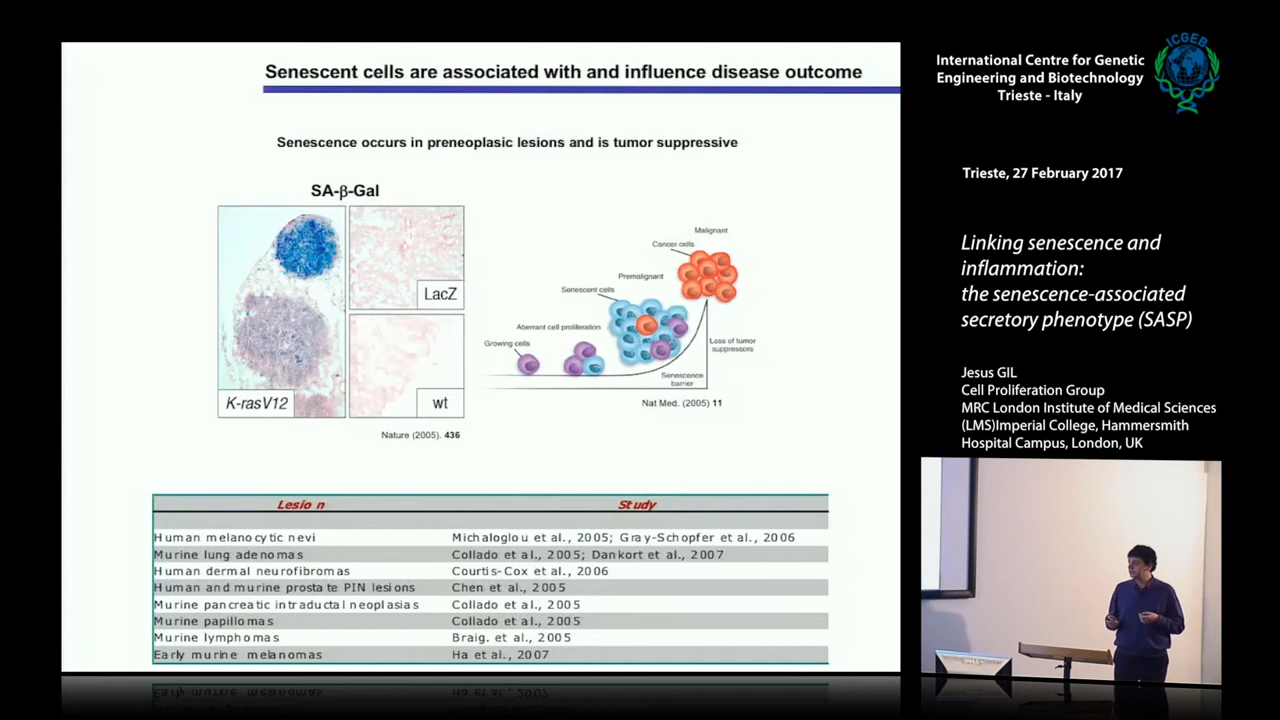 Senescent cells are associated with and influence disease outcome
Senescence occurs in preneoplasic lesions and is tumor suppressive
SA-β-Gal
LacZ
K-rasV12
wt
Nature (2005). 436
Malignant
Cancer cells
Premalignant
Senescent cells
Aberrant cell proliferation
Growing cells
Loss of tumor
suppressors
Senescence
barrier
Nat Med. (2005) 11
Lesion Study
Human melanocytic nevi Michaloglou et al., 2005; Gray-Schopfer et al., 2006
Murine lung adenomas Collado et al., 2005; Dankort et al., 2007
Human dermal neurofibromas Courtis-Cox et al., 2006
Human and murine prostate PIN lesions Chen et al., 2005
Murine pancreatic intraductal neoplasias Collado et al., 2005
Murine papillomas Collado et al., 2005
Murine lymphomas Braig. et al., 2005
Early murine melanomas Ha et al., 2007
International Centre for Genetic
Engineering and Biotechnology
Trieste - Italy
ICGEB
Trieste, 27 February 2017
Linking senescence and
inflammation:
the senescence-associated
secretory phenotype (SASP)
Jesus GIL
Cell Proliferation Group
MRC London Institute of Medical Sciences
(LMS)Imperial College, Hammersmith
Hospital Campus, London, UK
DELL